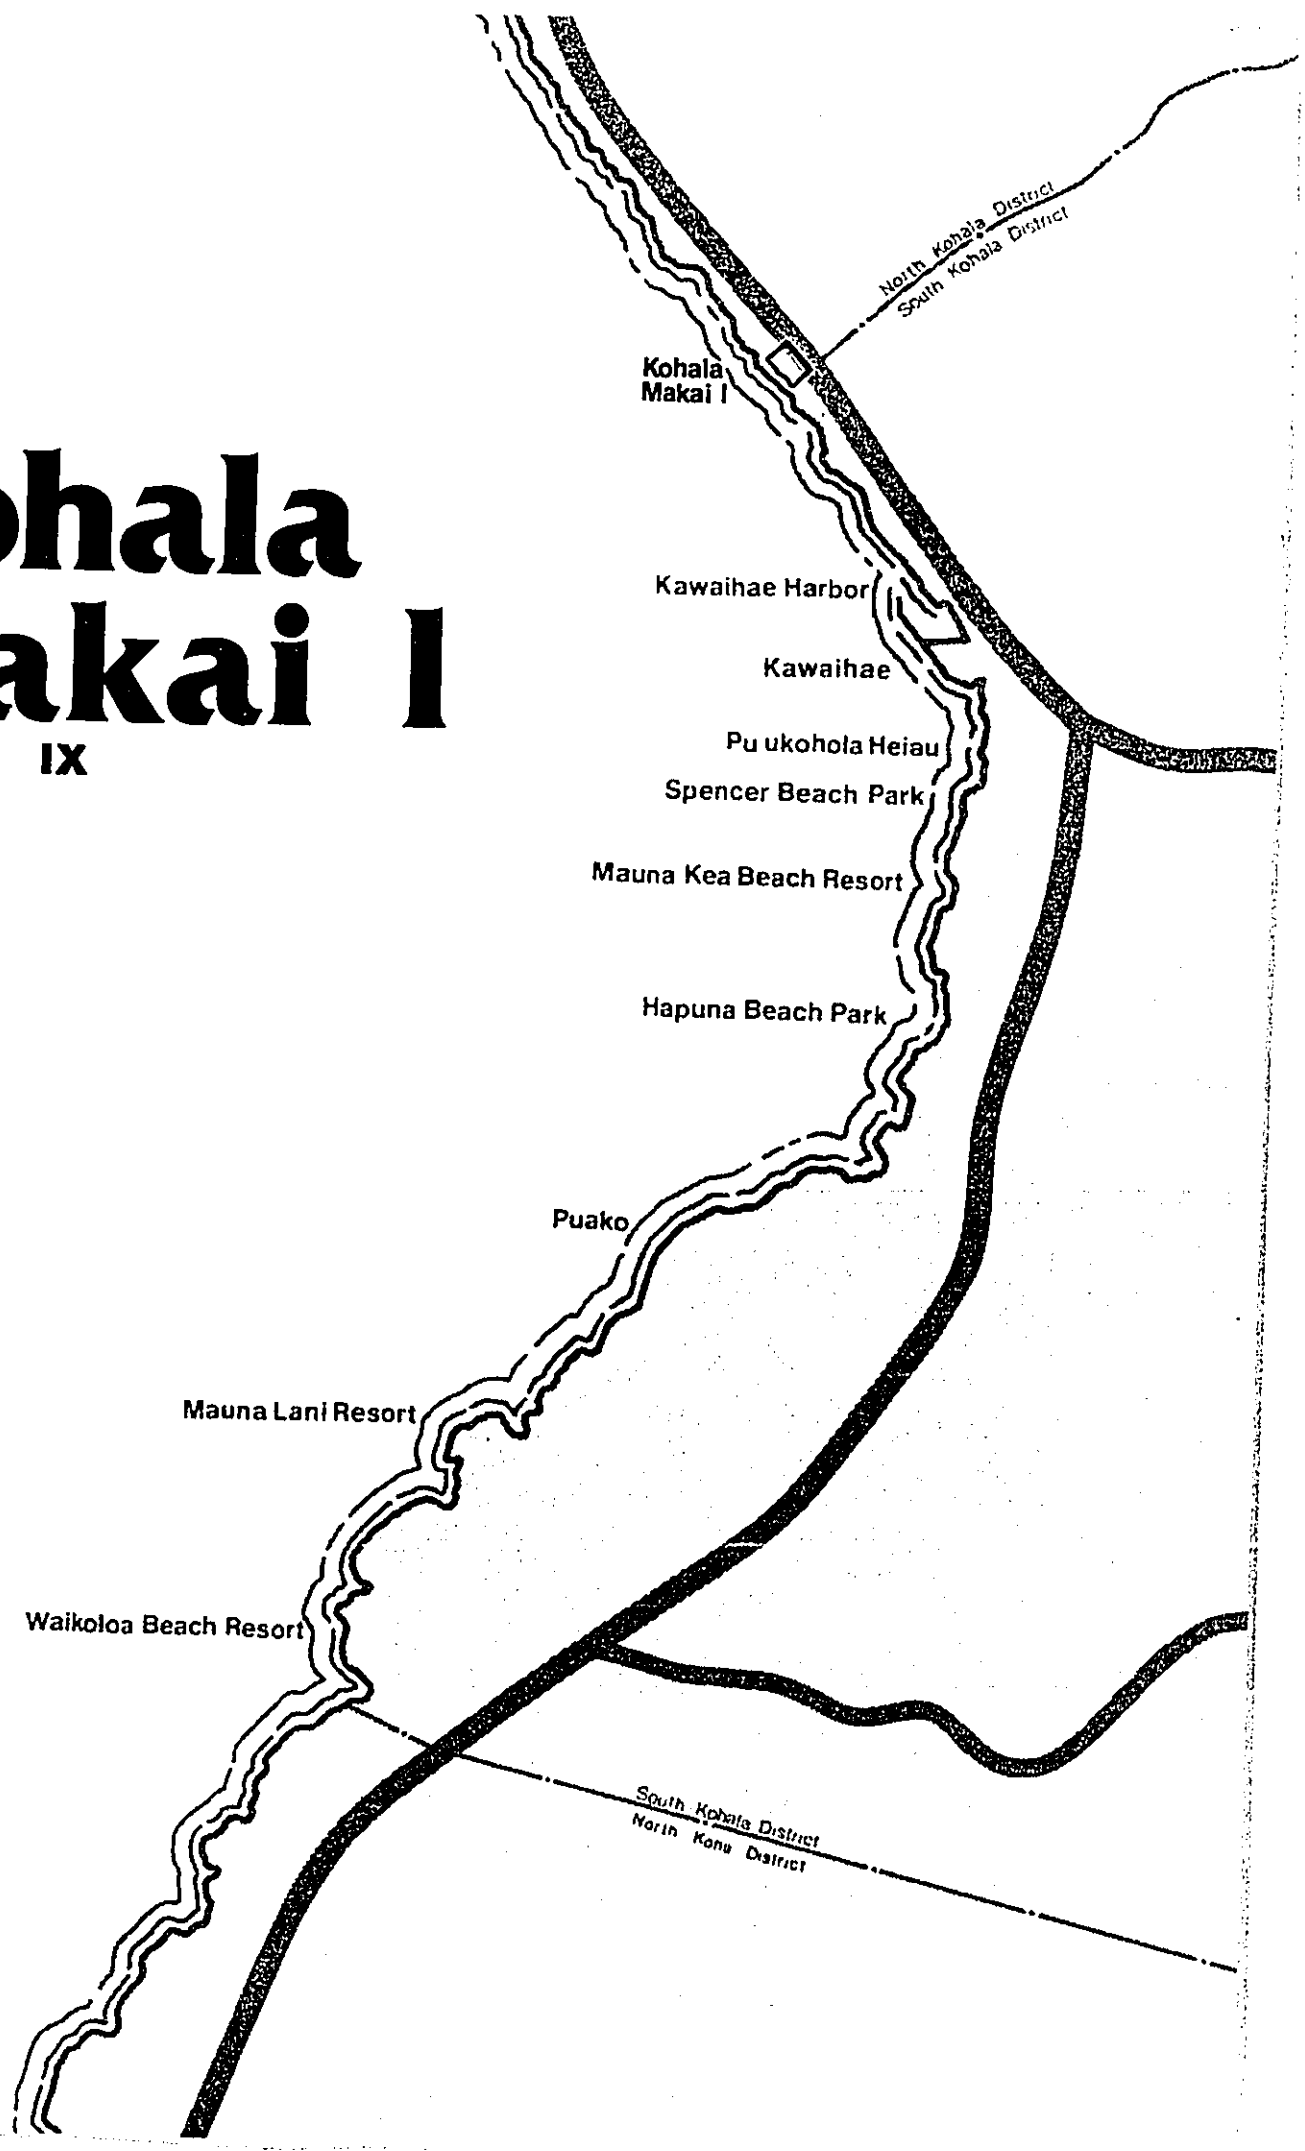 North Kohala District
South Kohala District
Kohala
Makai I
ohala
akai I
IX
Kawaihae Harbor
Kawaihae
Pu ukohola Heiau
Spencer Beach Park
Mauna Kea Beach Resort
Hapuna Beach Park
Puako
Mauna Lani Resort
Waikoloa Beach Resort
South Kohala District
North Kona District